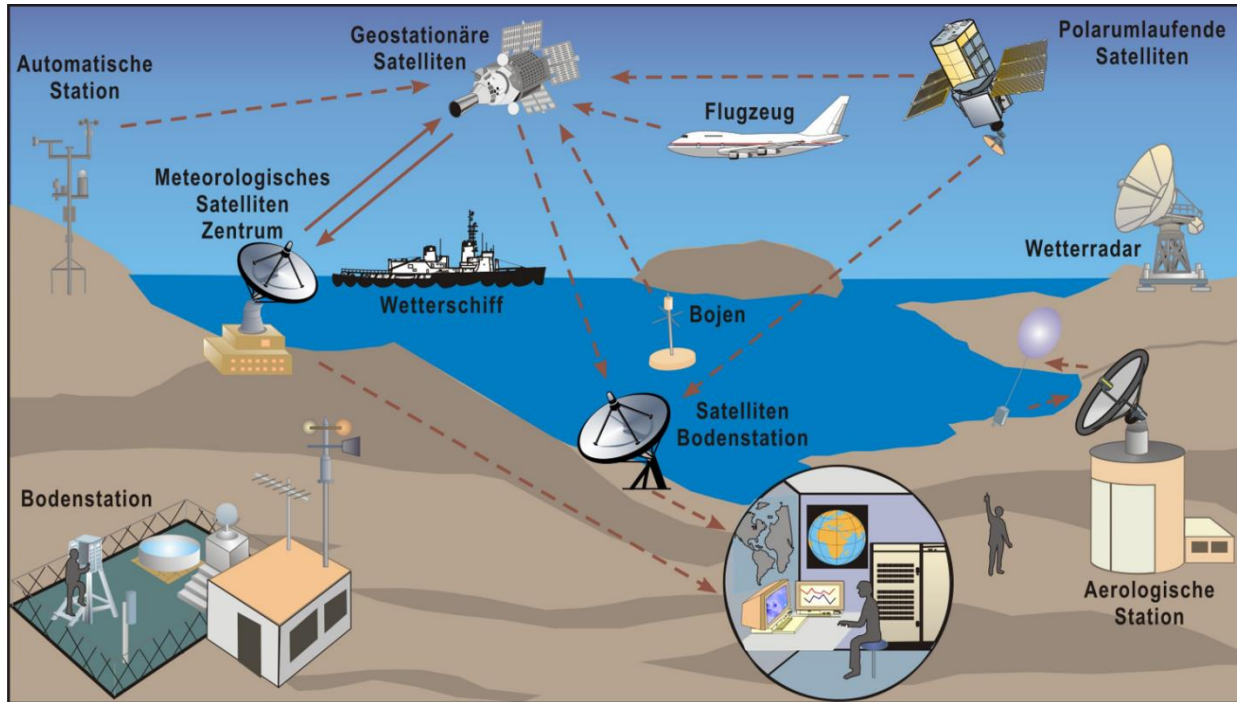 Automatische
Station
Geostationäre
Satelliten
Polarumlaufende
Satelliten
Flugzeug
Meteorologisches
Satelliten
Zentrum
Wetterschiff
Bojen
Wetterradar
Satelliten
Bodenstation
Bodenstation
Aerologische
Station